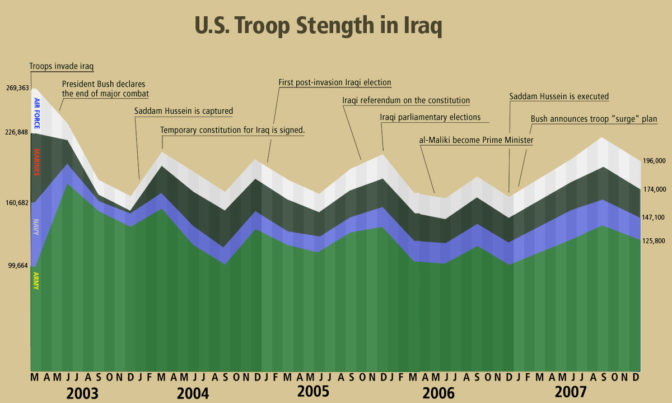 U.S. Troop Stength in Iraq
Troops invade iraq
269,363
President Bush declares
the end of major combat
First post-invasion Iraqi election
Saddam Hussein is executed
Iraqi referendum on the constitution
Saddam Hussein is captured
AIR FORCE
Iraqi parliamentary elections
Bush announces troop "surge" plan
226,848
Temporary constitution for Iraq is signed.
al-Maliki become Prime Minister
MARINES
196,000
174,000
160,682
NAVY
147,100
125,800
99,664
ARMY
M A M J J A S O N D J F M A M J J A S O N D J F M A M J J A S O N D J F M A M J J A S O N D J F M A M J J A S O N D
2003 2004 2005 2006 2007